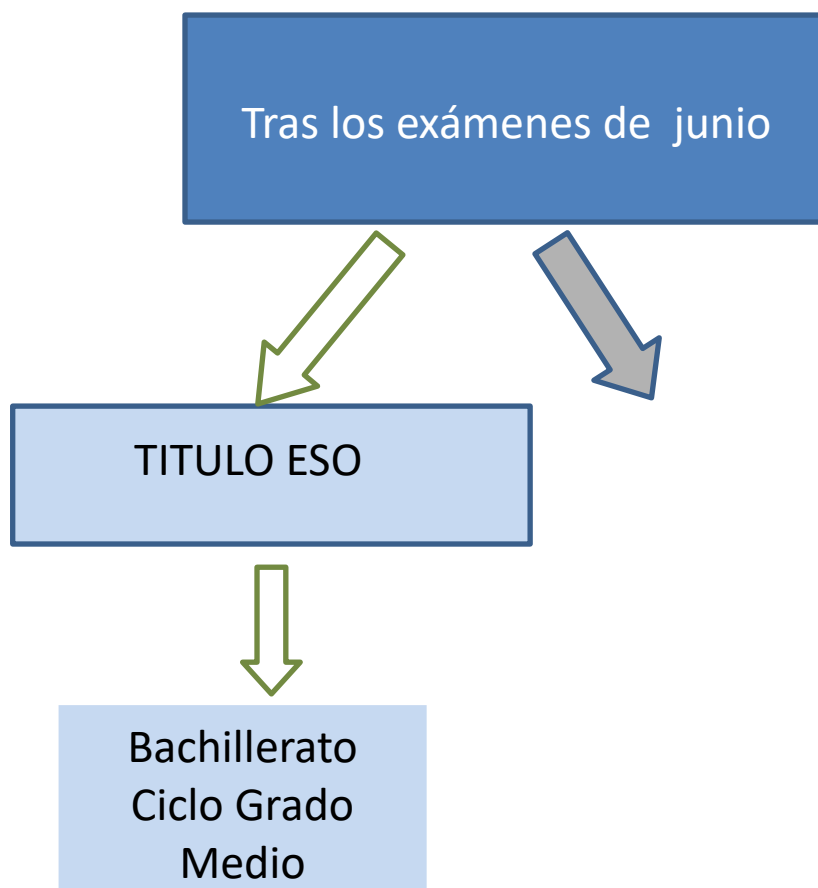 Tras los exámenes de  junio
TITULO ESO
Bachillerato
Ciclo Grado
Medio